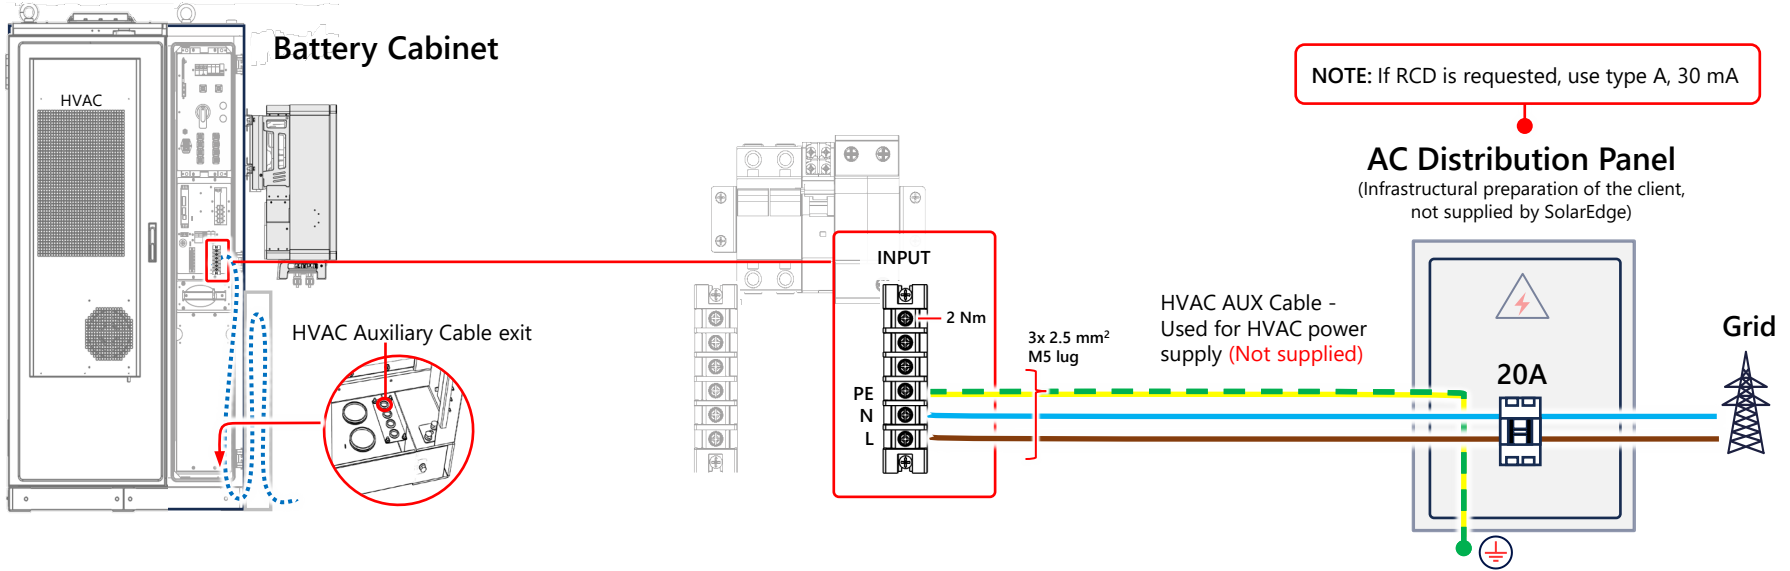 Battery Cabinet
HVAC
HVAC Auxiliary Cable exit
INPUT
2 Nm
PE
N
L
3x 2.5 mm²
M5 lug
HVAC AUX Cable -
Used for HVAC power
supply (Not supplied)
NOTE: If RCD is requested, use type A, 30 mA
AC Distribution Panel
(Infrastructural preparation of the client,
not supplied by SolarEdge)
20A
Grid